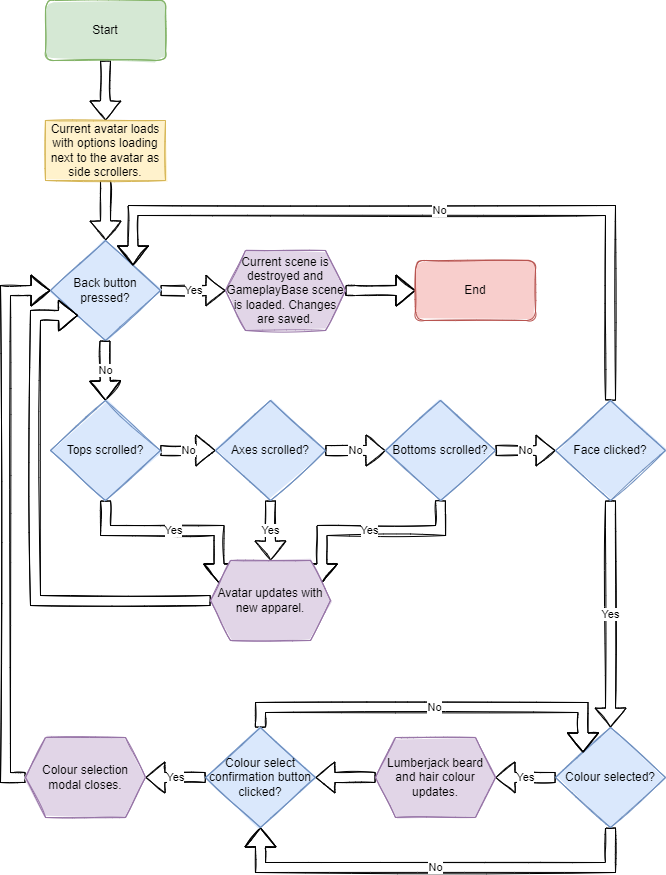 Start
Current avatar loads
with options loading
next to the avatar as
side scrollers.
No
Back button
pressed?
Yes
Current scene is
destroyed and
GameplayBase scene
is loaded. Changes
are saved.
End
No
Tops scrolled?
No
Axes scrolled?
No
Bottoms scrolled?
No
Face clicked?
Yes
Yes
Yes
Avatar updates with
new apparel.
Yes
No
Colour selection
modal closes.
Yes
Colour select
confirmation button
clicked?
Lumberjack beard
and hair colour
updates.
Yes
Colour selected?
No